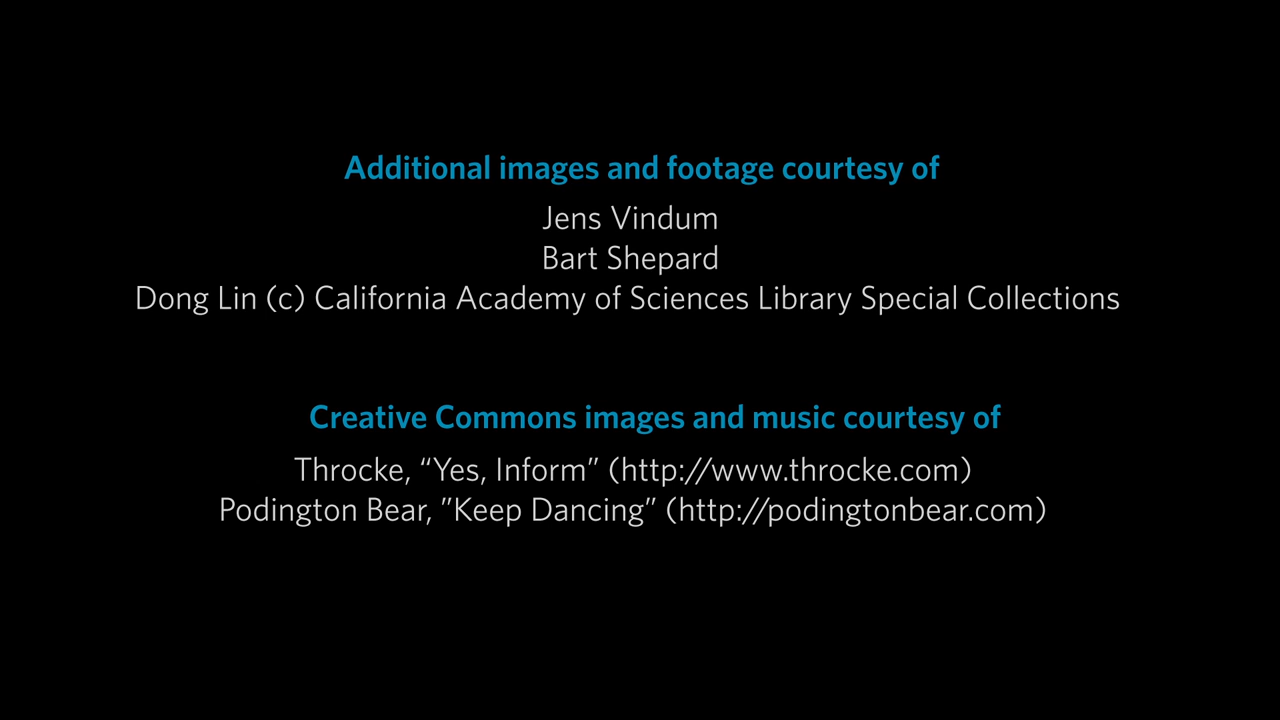 Additional images and footage courtesy of
Jens Vindum
Bart Shepard
Dong Lin (c) California Academy of Sciences Library Special Collections
Creative Commons images and music courtesy of
Throcke, “Yes, Inform” (http://www.throcke.com)
Podington Bear, ”Keep Dancing” (http://podingtonbear.com)